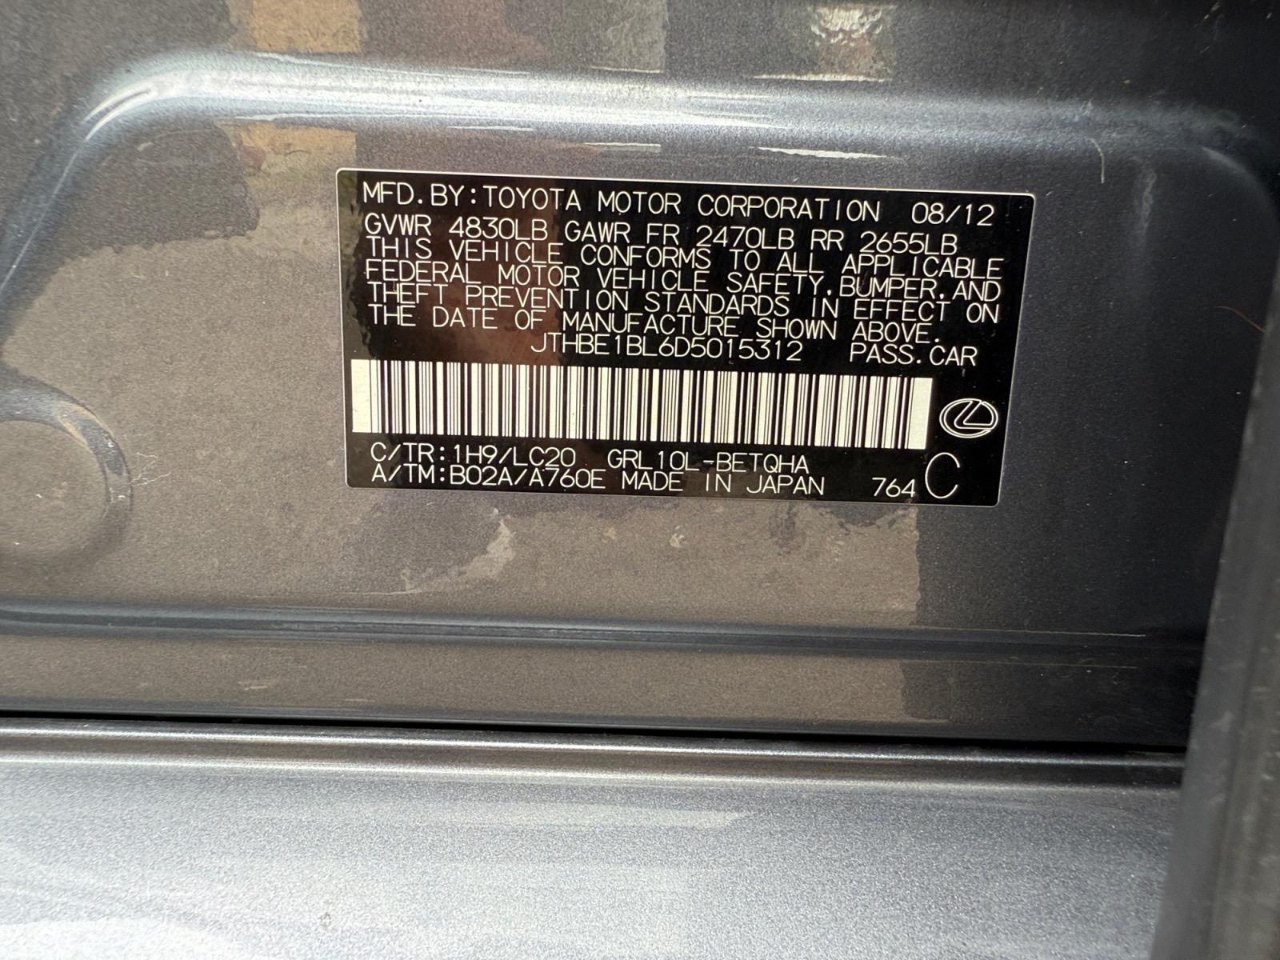 MFD. BY: TOYOTA MOTOR CORPORATION 08/12
GVWR 4830LB GAWR FR 2470LB RR 2655LB
THIS VEHICLE CONFORMS TO ALL APPLICABLE
FEDERAL MOTOR VEHICLE SAFETY, BUMPER, AND
THEFT PREVENTION STANDARDS IN EFFECT ON
THE DATE OF MANUFACTURE SHOWN ABOVE.
JTHBE1BL6D5015312 PASS. CAR
C/TR: 1H9/LC20 GRL10L-BETQHA
A/TM: B02A/A760E MADE IN JAPAN 764 C